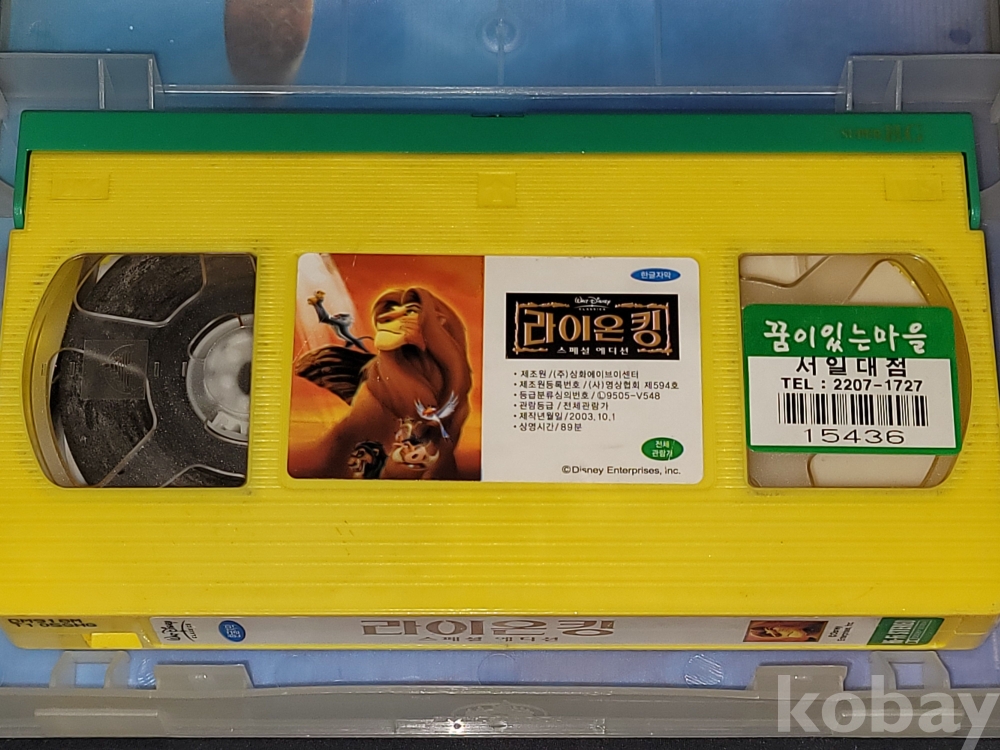 한글자막
WALT DISNEY
CLASSICS
라이온 킹
스페셜 에디션
• 제조원 / (주)삼화에이브이센터
• 제조원등록번호 / (사)영상협회 제594호
• 등급분류심의번호 / Ⓛ9505-V548
• 관람등급 / 전체관람가
• 제작년월일 / 2003.10.1
• 상영시간 / 89분
전체
관람가
©Disney Enterprises, Inc.
꿈이있는마을
서일대점
TEL : 2207-1727
15436
WALT DISNEY
CLASSICS
라이온 킹
스페셜 에디션
kobay